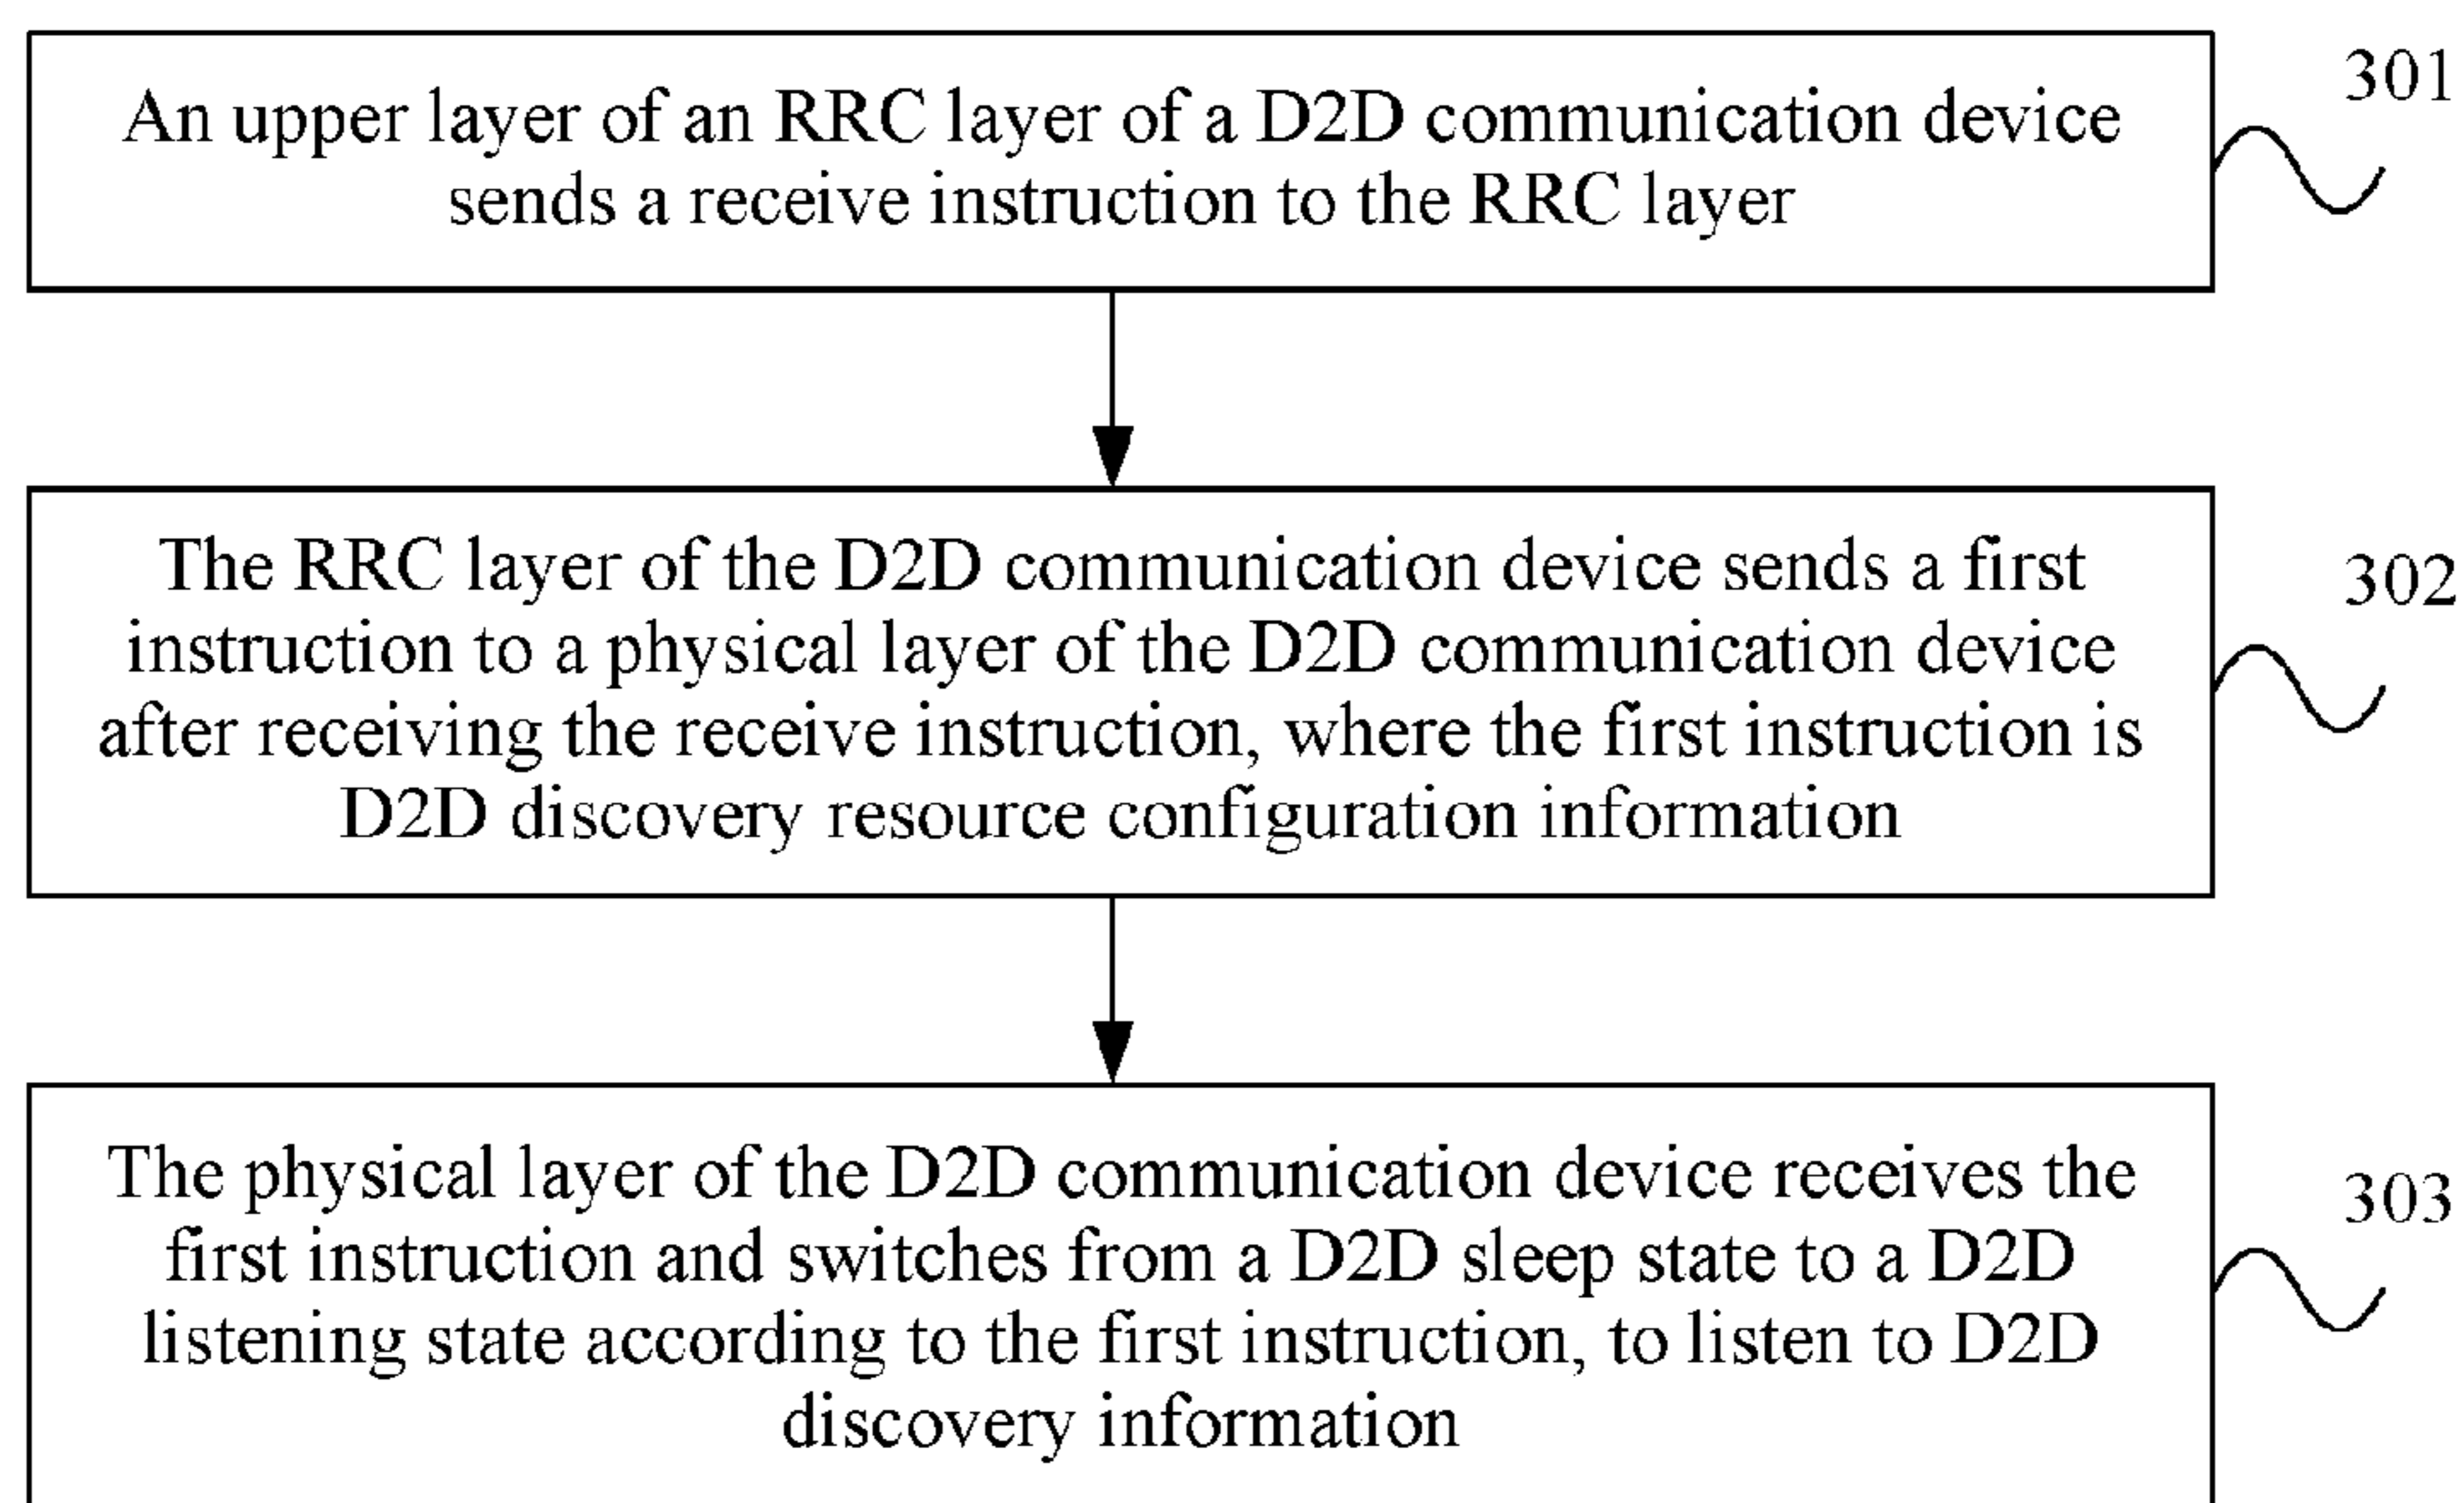 An upper layer of an RRC layer of a D2D communication device
sends a receive instruction to the RRC layer
301
The RRC layer of the D2D communication device sends a first
instruction to a physical layer of the D2D communication device
after receiving the receive instruction, where the first instruction is
D2D discovery resource configuration information
302
The physical layer of the D2D communication device receives the
first instruction and switches from a D2D sleep state to a D2D
listening state according to the first instruction, to listen to D2D
discovery information
303